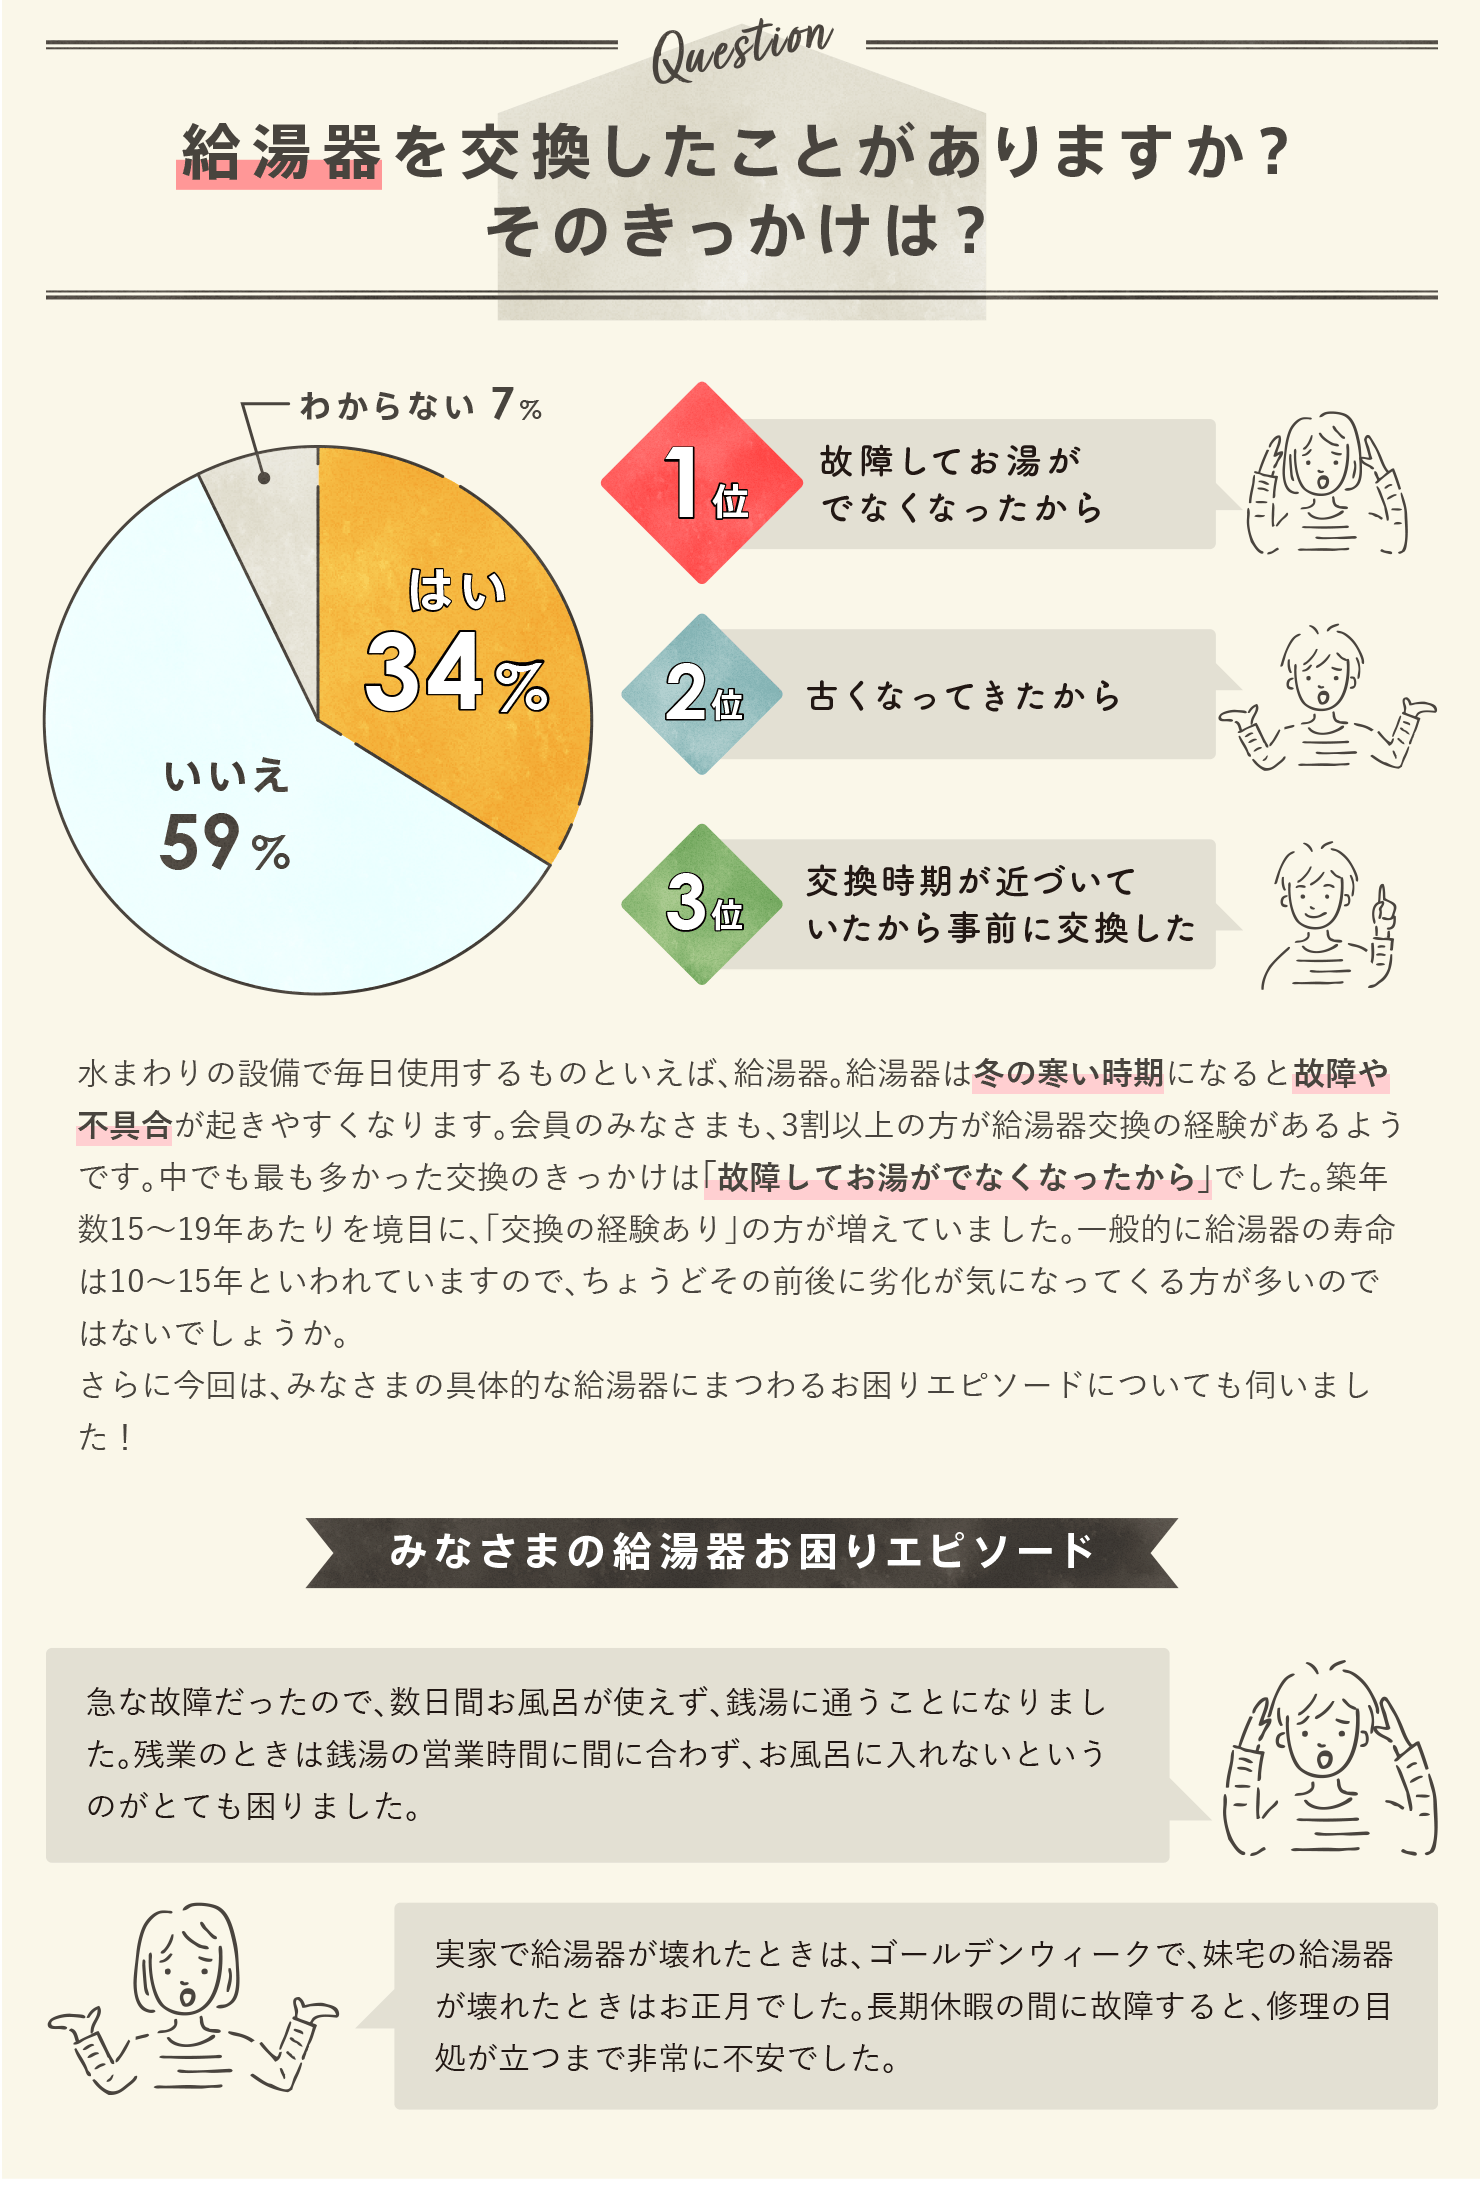 Question
給湯器を交換したことがありますか？
そのきっかけは？
わからない 7%
はい
34%
いいえ
59%
1位
故障してお湯が
でなくなったから
2位
古くなってきたから
3位
交換時期が近づいて
いたから事前に交換した
水まわりの設備で毎日使用するものといえば、給湯器。給湯器は冬の寒い時期になると故障や
不具合が起きやすくなります。会員のみなさまも、3割以上の方が給湯器交換の経験があるよう
です。中でも最も多かった交換のきっかけは「故障してお湯がでなくなったから」でした。築年
数15〜19年あたりを境目に、「交換の経験あり」の方が増えていました。一般的に給湯器の寿命
は10〜15年といわれていますので、ちょうどその前後に劣化が気になってくる方が多いので
はないでしょうか。
さらに今回は、みなさまの具体的な給湯器にまつわるお困りエピソードについても伺いまし
た！
みなさまの給湯器お困りエピソード
急な故障だったので、数日間お風呂が使えず、銭湯に通うことになりまし
た。残業のときは銭湯の営業時間に間に合わず、お風呂に入れないという
のがとても困りました。
実家で給湯器が壊れたときは、ゴールデンウィークで、妹宅の給湯器
が壊れたときはお正月でした。長期休暇の間に故障すると、修理の目
処が立つまで非常に不安でした。